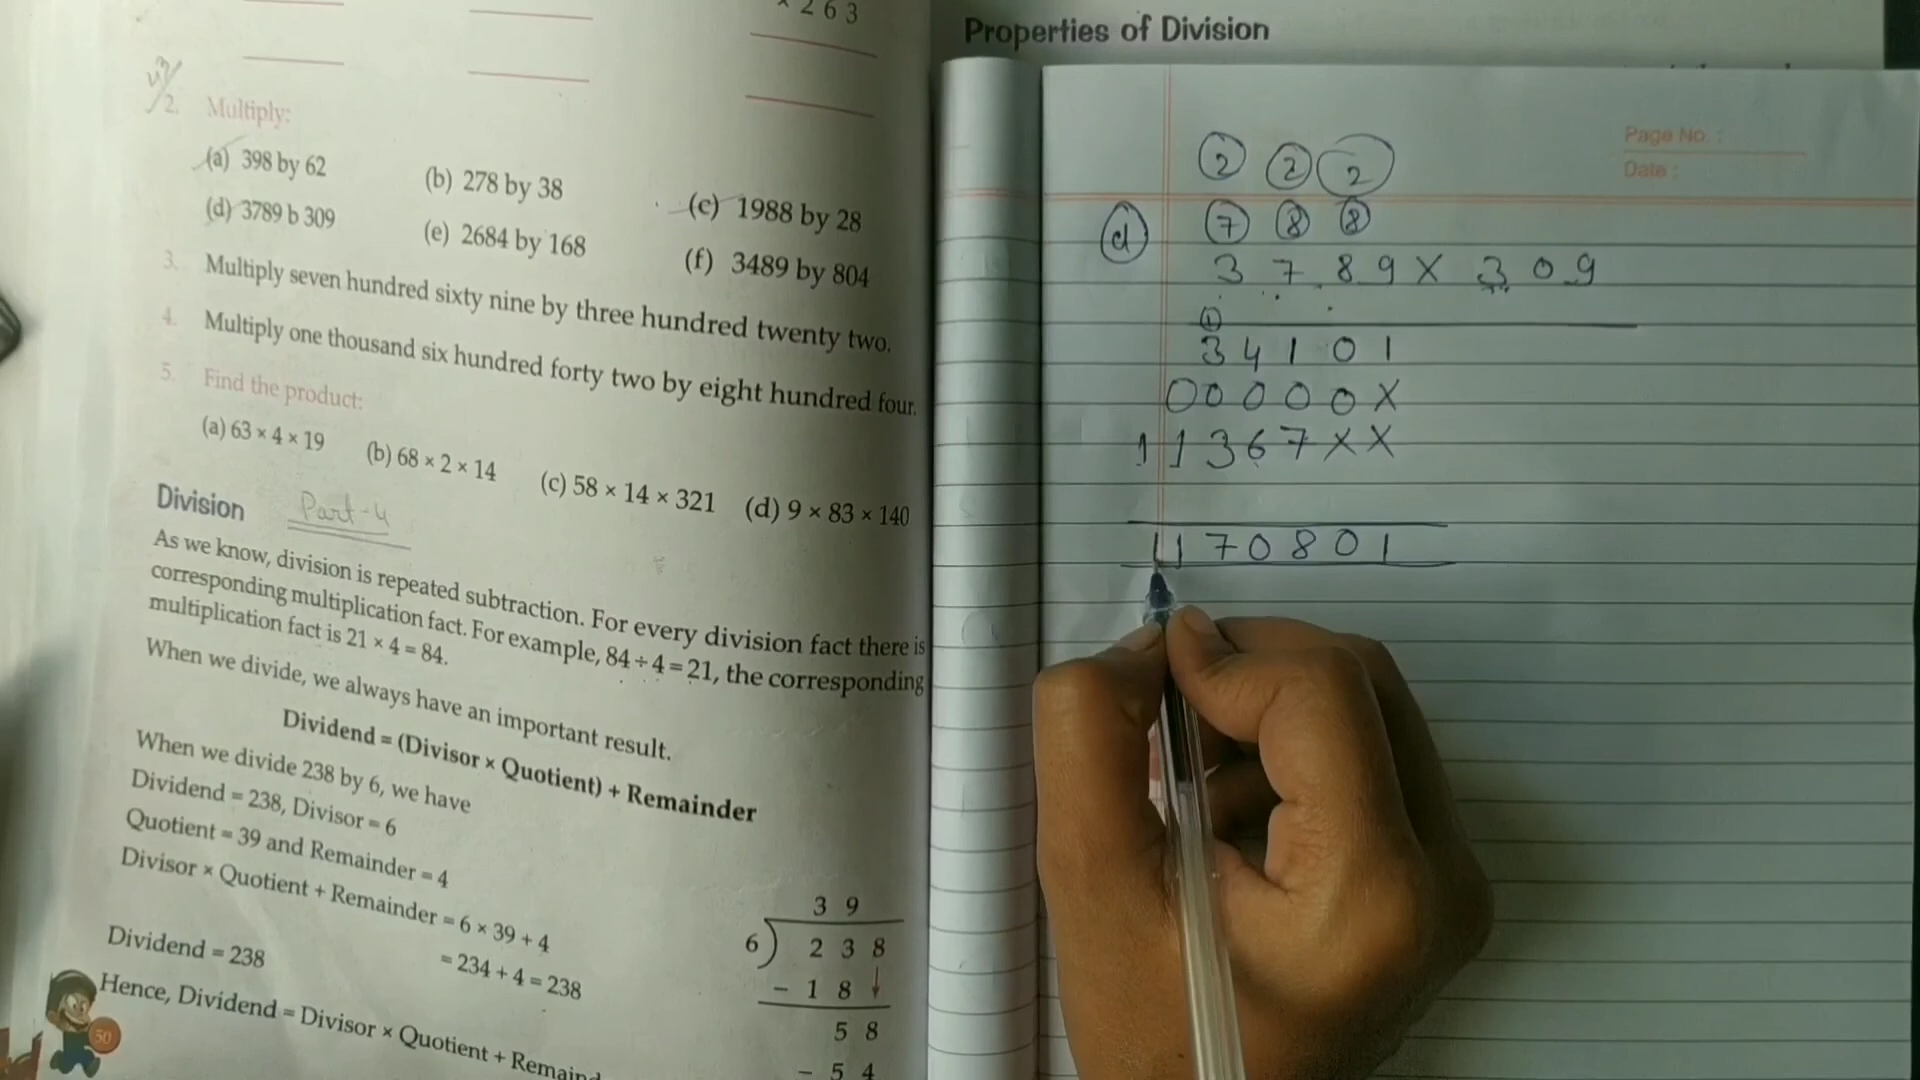 × 2 6 3
2. Multiply:
(a) 398 by 62 (b) 278 by 38 (c) 1988 by 28
(d) 3789 b 309 (e) 2684 by 168 (f) 3489 by 804
3. Multiply seven hundred sixty nine by three hundred twenty two.
4. Multiply one thousand six hundred forty two by eight hundred four.
5. Find the product:
(a) 63 × 4 × 19 (b) 68 × 2 × 14 (c) 58 × 14 × 321 (d) 9 × 83 × 140
Division Part-4
As we know, division is repeated subtraction. For every division fact there is
corresponding multiplication fact. For example, 84 ÷ 4 = 21, the corresponding
multiplication fact is 21 × 4 = 84.
When we divide, we always have an important result.
Dividend = (Divisor × Quotient) + Remainder
When we divide 238 by 6, we have
Dividend = 238, Divisor = 6
Quotient = 39 and Remainder = 4
Divisor × Quotient + Remainder = 6 × 39 + 4
= 234 + 4 = 238
Dividend = 238
Hence, Dividend = Divisor × Quotient +
50
3 9
6) 2 3 8
- 1 8 ↓
5 8
- 5 4
Properties of Division
Page No. :
Date :
2 2 2
(d) 7 8 8
3 7 8 9 X 3 0 9
1
3 4 1 0 1
0 0 0 0 0 X
1 1 3 6 7 X X
1 1 7 0 8 0 1